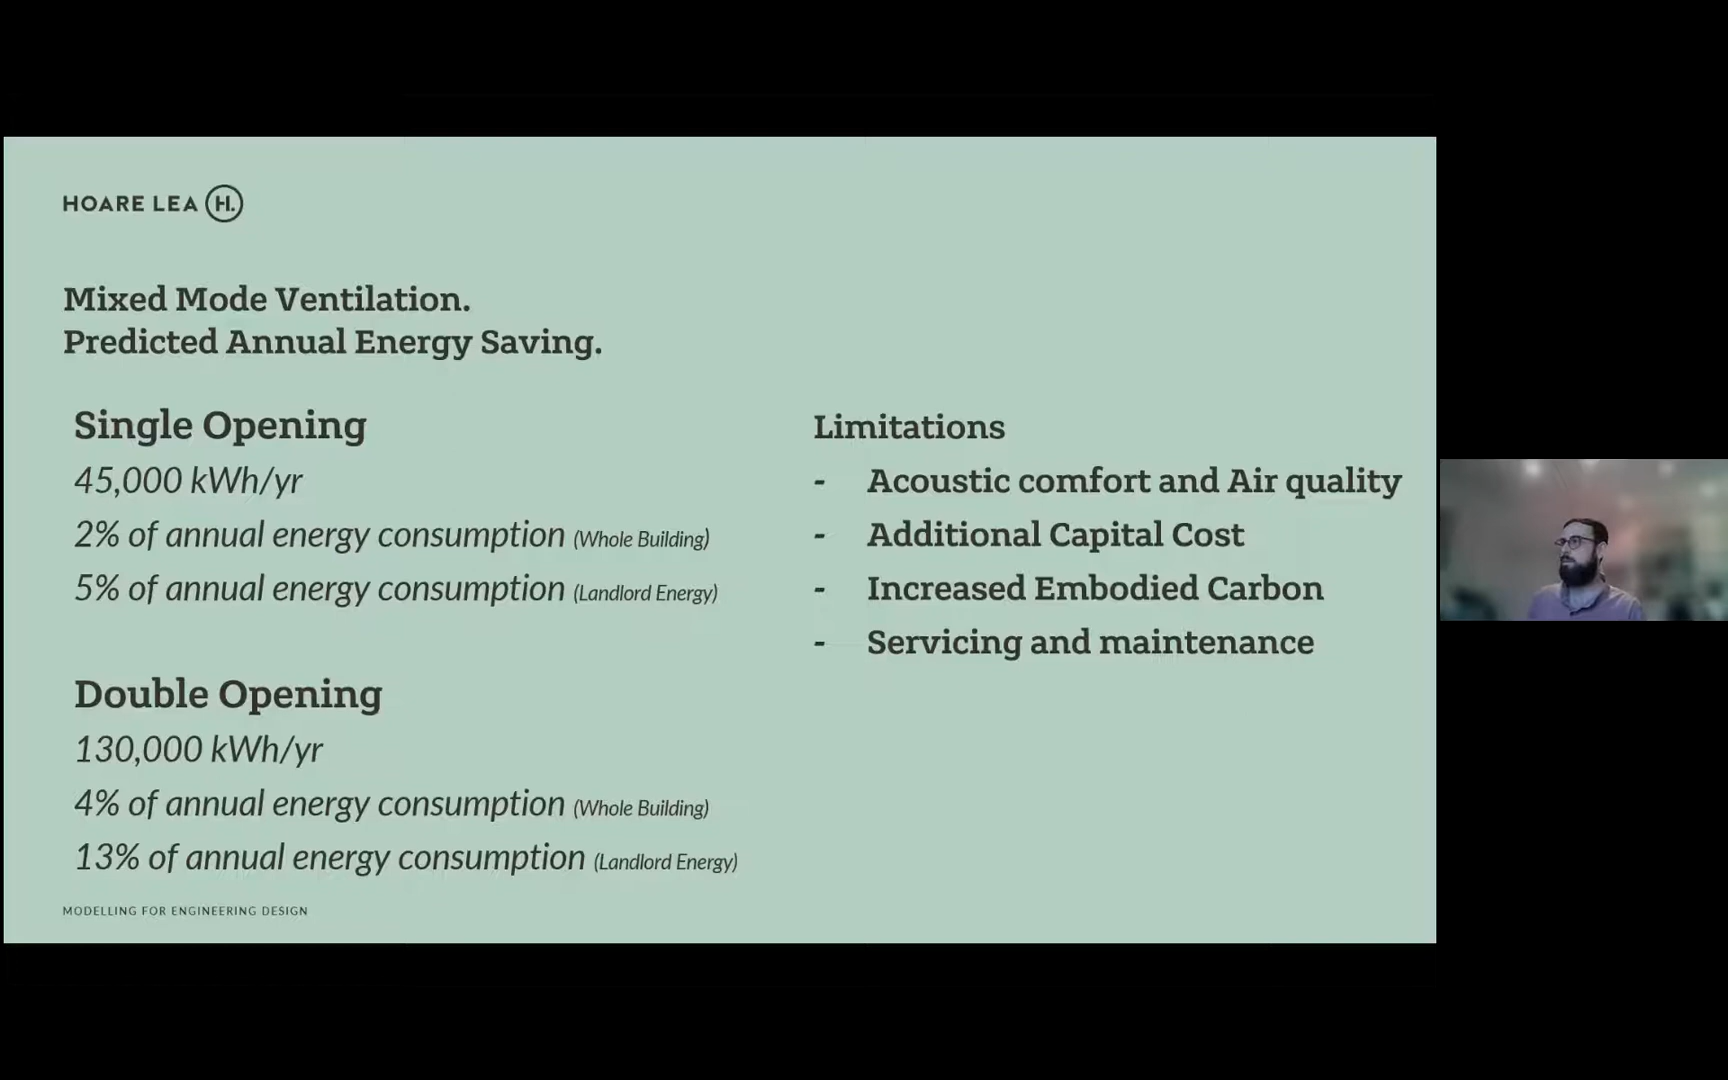 HOARE LEA H.
Mixed Mode Ventilation.
Predicted Annual Energy Saving.
Single Opening
45,000 kWh/yr
2% of annual energy consumption (Whole Building)
5% of annual energy consumption (Landlord Energy)
Double Opening
130,000 kWh/yr
4% of annual energy consumption (Whole Building)
13% of annual energy consumption (Landlord Energy)
Limitations
- Acoustic comfort and Air quality
- Additional Capital Cost
- Increased Embodied Carbon
- Servicing and maintenance
MODELLING FOR ENGINEERING DESIGN